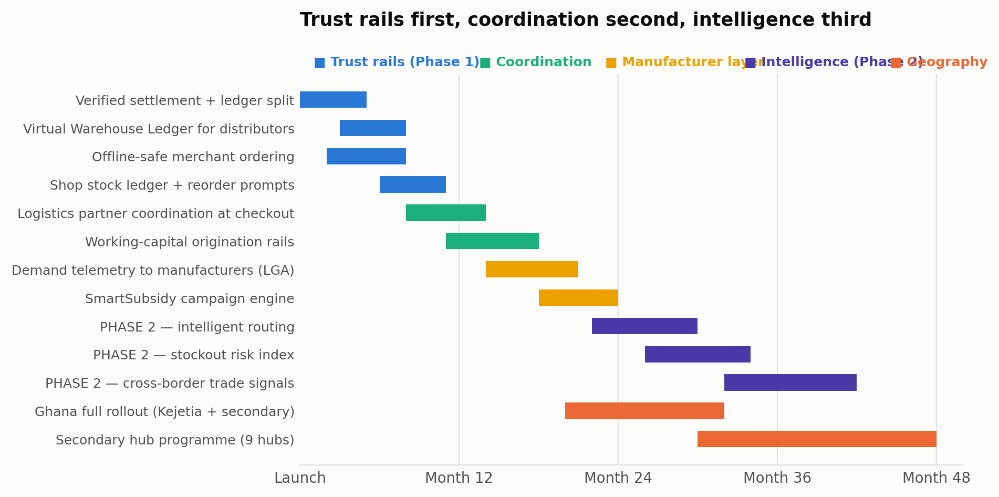 Trust rails first, coordination second, intelligence third
■ Trust rails (Phase 1) ■ Coordination ■ Manufacturer layer ■ Intelligence (Phase 2) ■ Geography
Verified settlement + ledger split
Virtual Warehouse Ledger for distributors
Offline-safe merchant ordering
Shop stock ledger + reorder prompts
Logistics partner coordination at checkout
Working-capital origination rails
Demand telemetry to manufacturers (LGA)
SmartSubsidy campaign engine
PHASE 2 — intelligent routing
PHASE 2 — stockout risk index
PHASE 2 — cross-border trade signals
Ghana full rollout (Kejetia + secondary)
Secondary hub programme (9 hubs)
Launch Month 12 Month 24 Month 36 Month 48